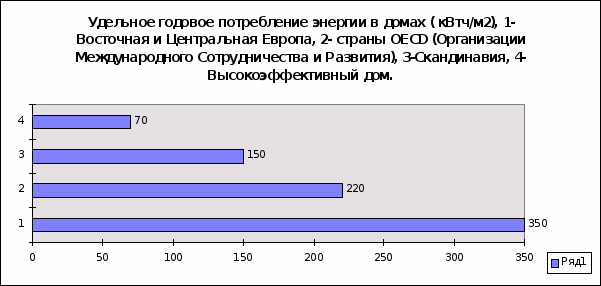 Удельное годовое потребление энергии в домах ( кВтч/м2), 1-
Восточная и Центральная Европа, 2- страны OECD (Организации
Международного Сотрудничества и Развития), 3-Скандинавия, 4-
Высокоэффективный дом.
4
70
3
150
2
220
1
350
0 50 100 150 200 250 300 350
Ряд1